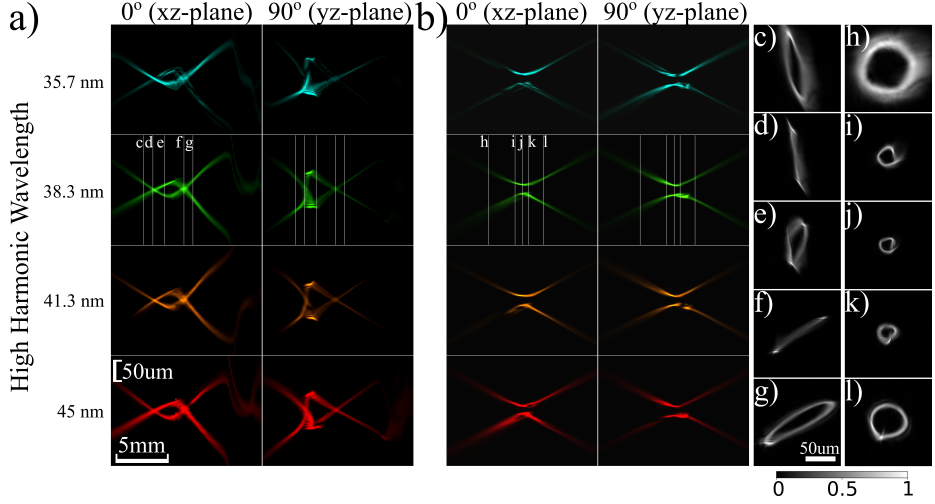 a)
0° (xz-plane)
90° (yz-plane)
b)
0° (xz-plane)
90° (yz-plane)
High Harmonic Wavelength
35.7 nm
38.3 nm
41.3 nm
45 nm
c d e f g
h i j k l
50um
5mm
c)
h)
d)
i)
e)
j)
f)
k)
g)
l)
50um
0 0.5 1